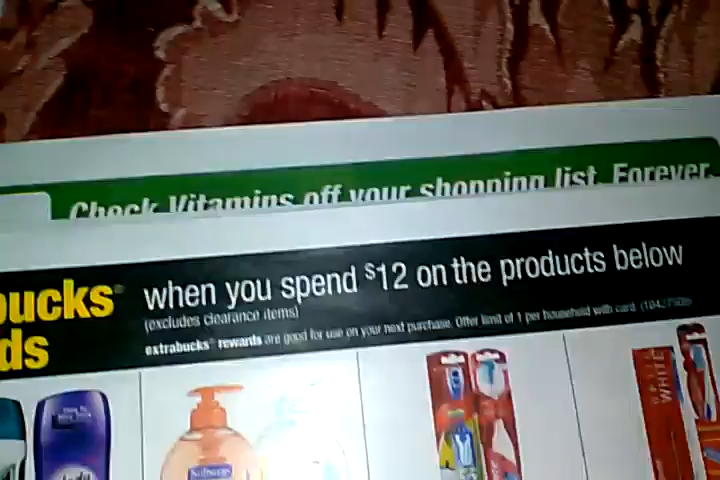 Check Vitamins off your shopping list. Forever.
bucks®
ds
when you spend $12 on the products below
(excludes clearance items)
extrabucks® rewards are good for use on your next purchase. Offer limit of 1 per household with card.
Softsoap
WHITE